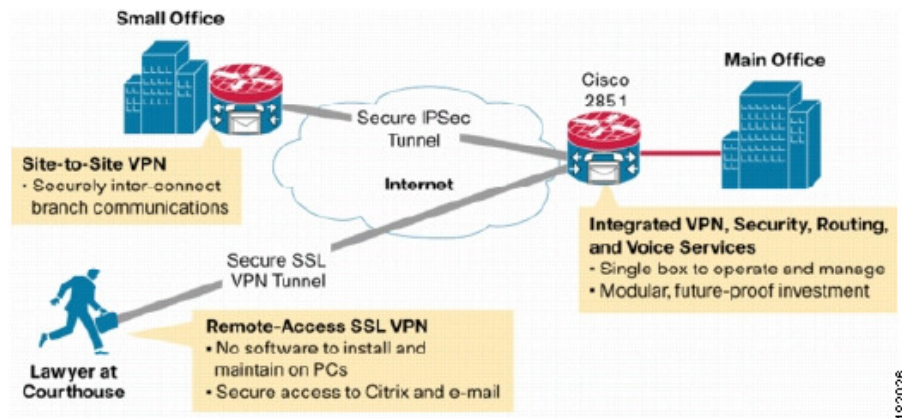 Small Office
Cisco
2851
Main Office
Secure IPSec
Tunnel
Internet
Site-to-Site VPN
• Securely inter-connect
branch communications
Integrated VPN, Security, Routing,
and Voice Services
• Single box to operate and manage
• Modular, future-proof investment
Secure SSL
VPN Tunnel
Remote-Access SSL VPN
• No software to install and
maintain on PCs
• Secure access to Citrix and e-mail
Lawyer at
Courthouse
182026